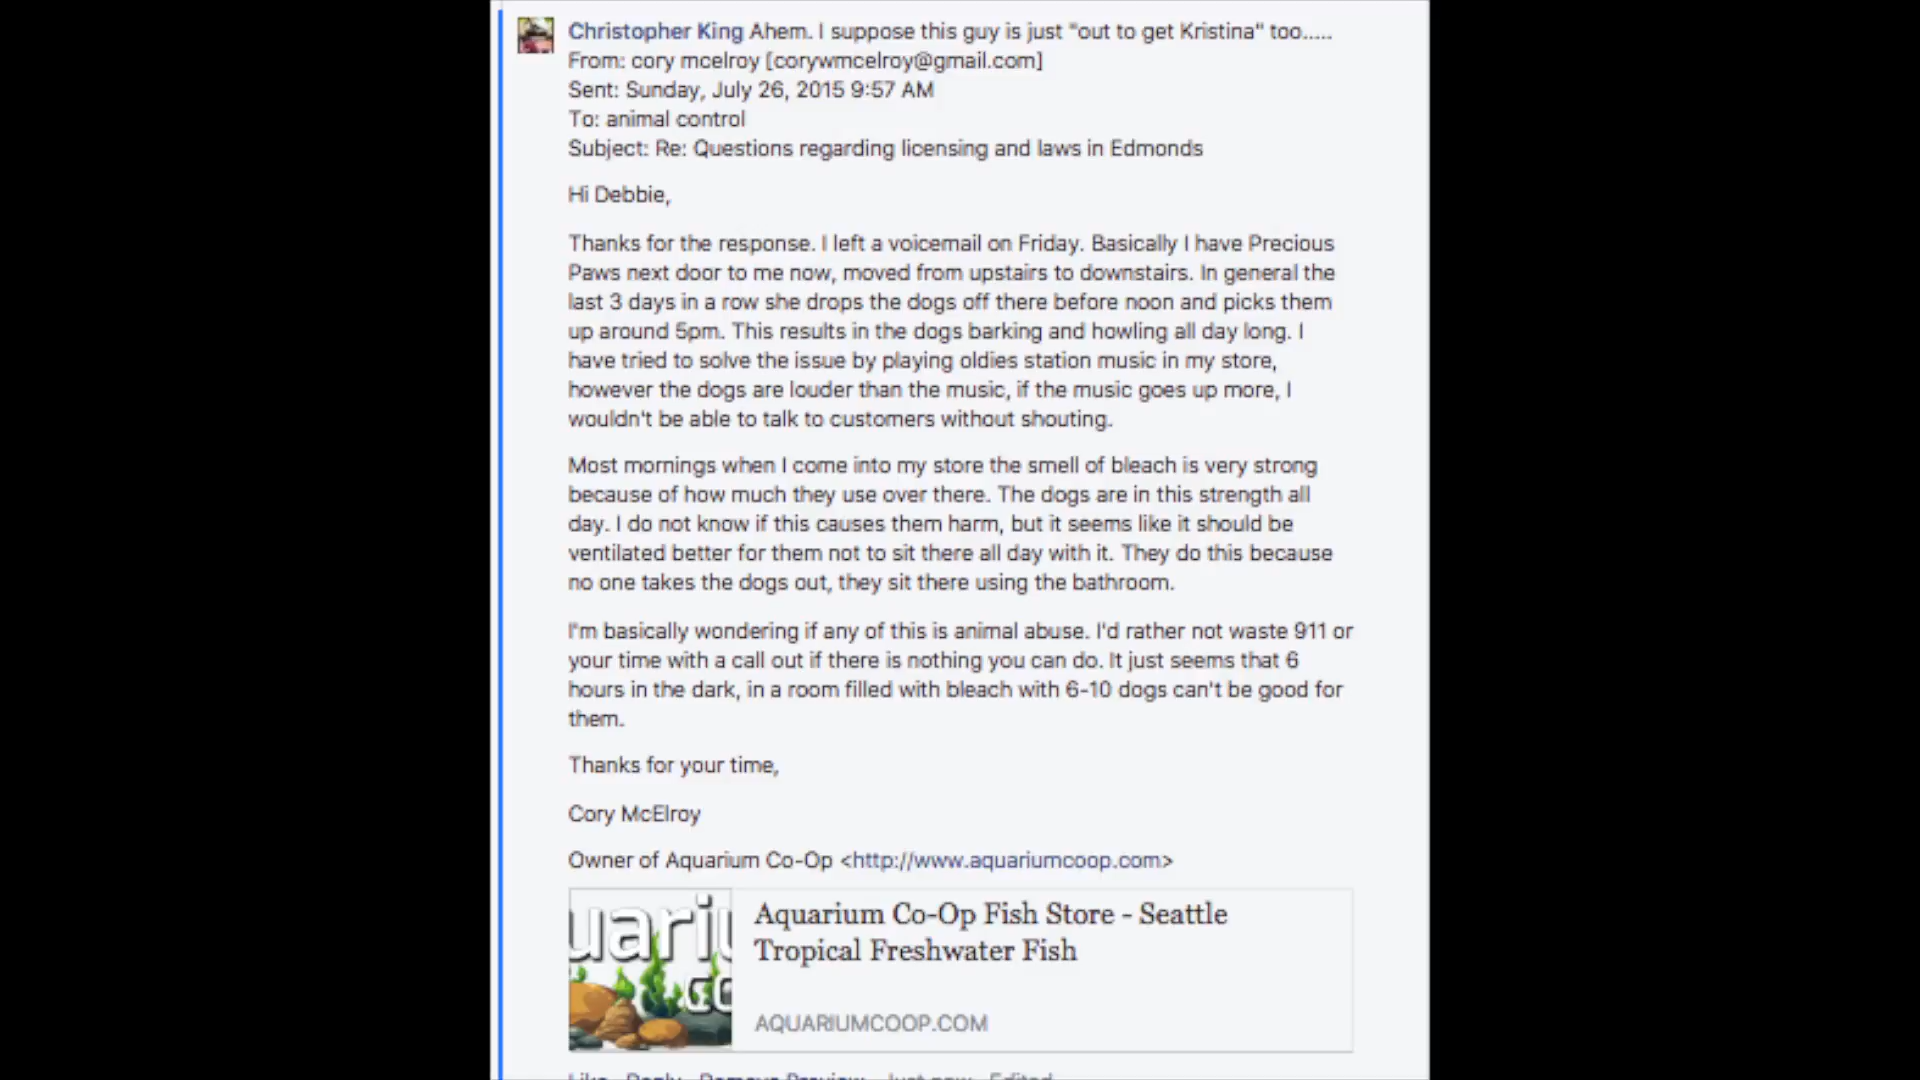 Christopher King Ahem. I suppose this guy is just "out to get Kristina" too.....
From: cory mcelroy [corywmcelroy@gmail.com]
Sent: Sunday, July 26, 2015 9:57 AM
To: animal control
Subject: Re: Questions regarding licensing and laws in Edmonds
Hi Debbie,
Thanks for the response. I left a voicemail on Friday. Basically I have Precious
Paws next door to me now, moved from upstairs to downstairs. In general the
last 3 days in a row she drops the dogs off there before noon and picks them
up around 5pm. This results in the dogs barking and howling all day long. I
have tried to solve the issue by playing oldies station music in my store,
however the dogs are louder than the music, if the music goes up more, I
wouldn't be able to talk to customers without shouting.
Most mornings when I come into my store the smell of bleach is very strong
because of how much they use over there. The dogs are in this strength all
day. I do not know if this causes them harm, but it seems like it should be
ventilated better for them not to sit there all day with it. They do this because
no one takes the dogs out, they sit there using the bathroom.
I'm basically wondering if any of this is animal abuse. I'd rather not waste 911 or
your time with a call out if there is nothing you can do. It just seems that 6
hours in the dark, in a room filled with bleach with 6-10 dogs can't be good for
them.
Thanks for your time,
Cory McElroy
Owner of Aquarium Co-Op <http://www.aquariumcoop.com>
uariu
co
Aquarium Co-Op Fish Store - Seattle
Tropical Freshwater Fish
AQUARIUMCOOP.COM
Like · Reply · Remove Preview · Just now · Edited